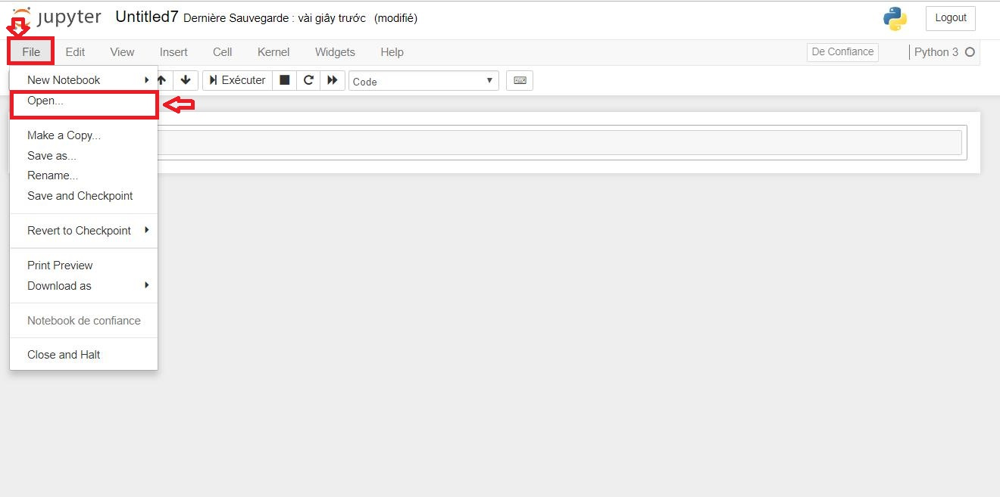 jupyter Untitled7 Dernière Sauvegarde : vài giây trước (modifié) Logout
File Edit View Insert Cell Kernel Widgets Help De Confiance Python 3
New Notebook Exécuter Code
Open...
Make a Copy...
Save as...
Rename...
Save and Checkpoint
Revert to Checkpoint
Print Preview
Download as
Notebook de confiance
Close and Halt